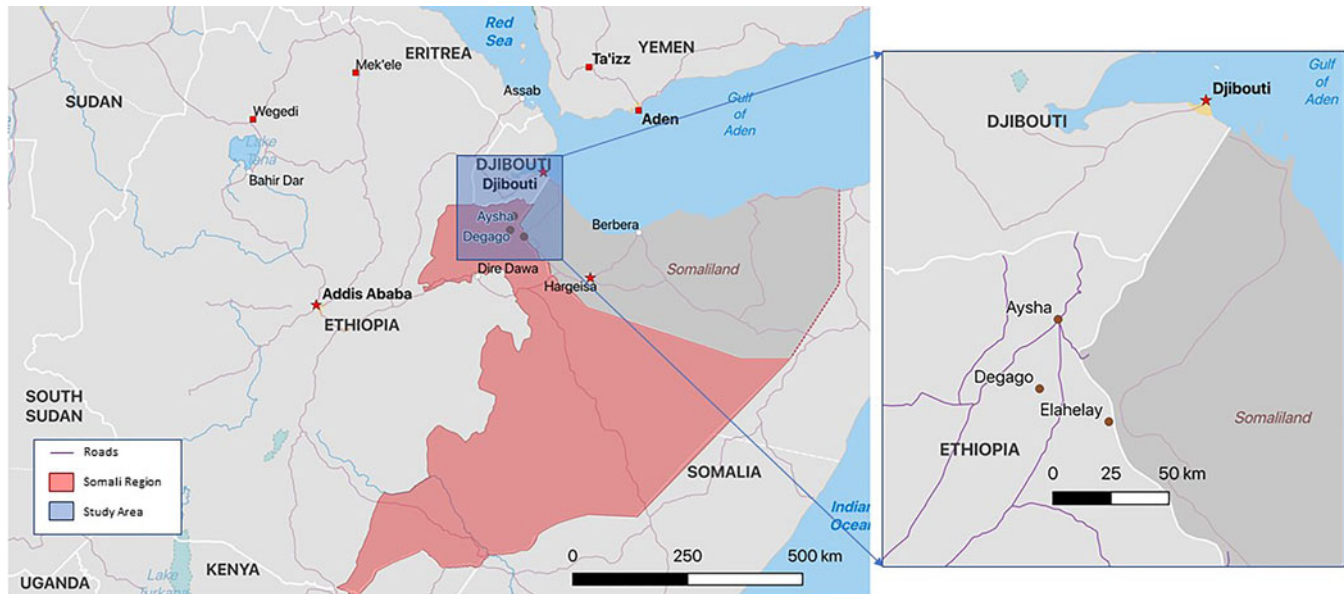 Red
Sea
YEMEN
ERITREA
Ta'izz
Mek'ele
SUDAN
Assab
Gulf
of
Aden
Wegedi
Aden
Lake
Tana
Bahir Dar
DJIBOUTI
Djibouti
Aysha
Degago
Berbera
Dire Dawa
Somaliland
Hargeisa
Addis Ababa
ETHIOPIA
SOUTH
SUDAN
Roads
Somali Region
Study Area
SOMALIA
Indian
Ocean
KENYA
UGANDA
Lake
0 250 500 km
Gulf
of Aden
Djibouti
DJIBOUTI
Aysha
Degago
Elahelay
Somaliland
ETHIOPIA
0 25 50 km